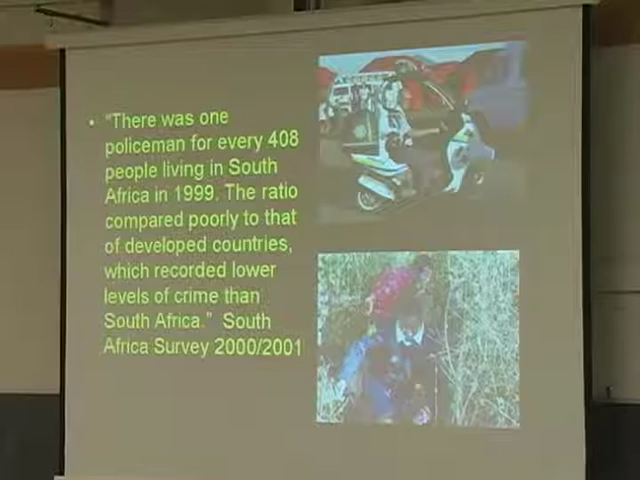 • "There was one
policeman for every 408
people living in South
Africa in 1999. The ratio
compared poorly to that
of developed countries,
which recorded lower
levels of crime than
South Africa." South
Africa Survey 2000/2001